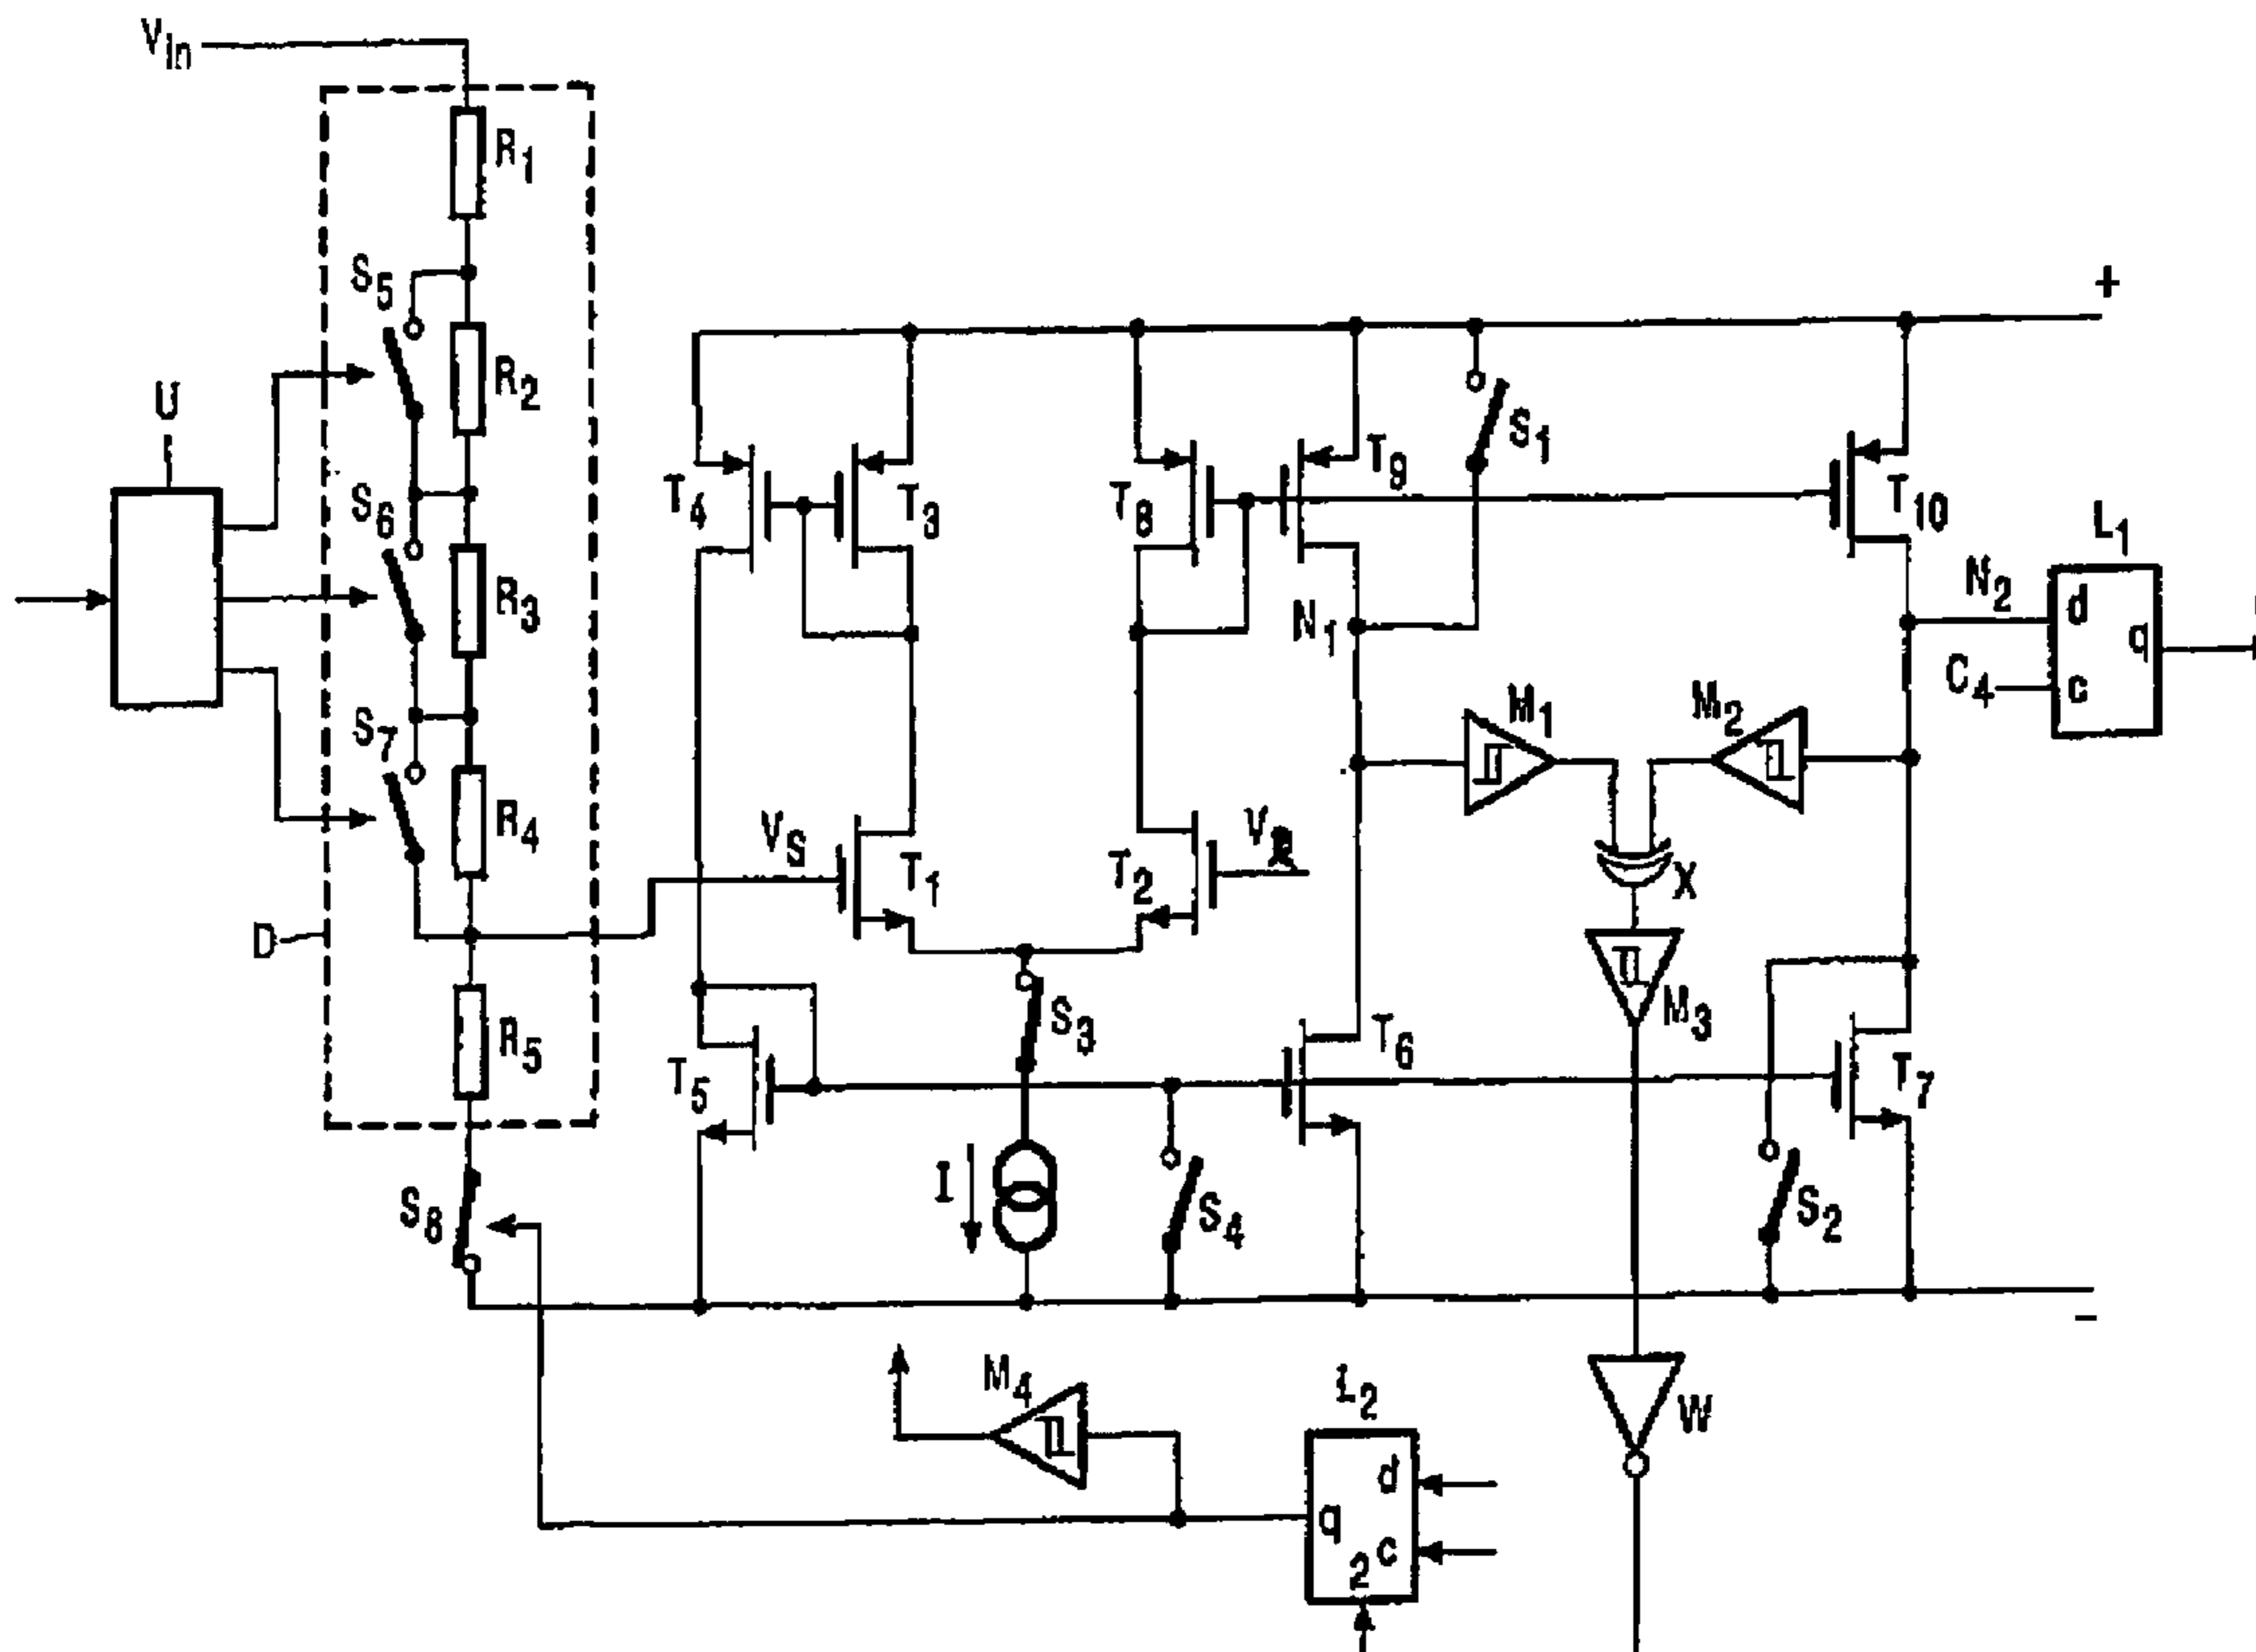 Vin
R1
S5
+
R2
U
S1
T9
T4
T3
T8
T10
S6
L1
R3
N1
N2
d
q
C4
c
M1
M2
S7
R4
VS
T1
T2
X
D
S3
M3
R5
T5
T6
T7
I
S8
S4
S2
-
M4
L2
W
d
q
c
2